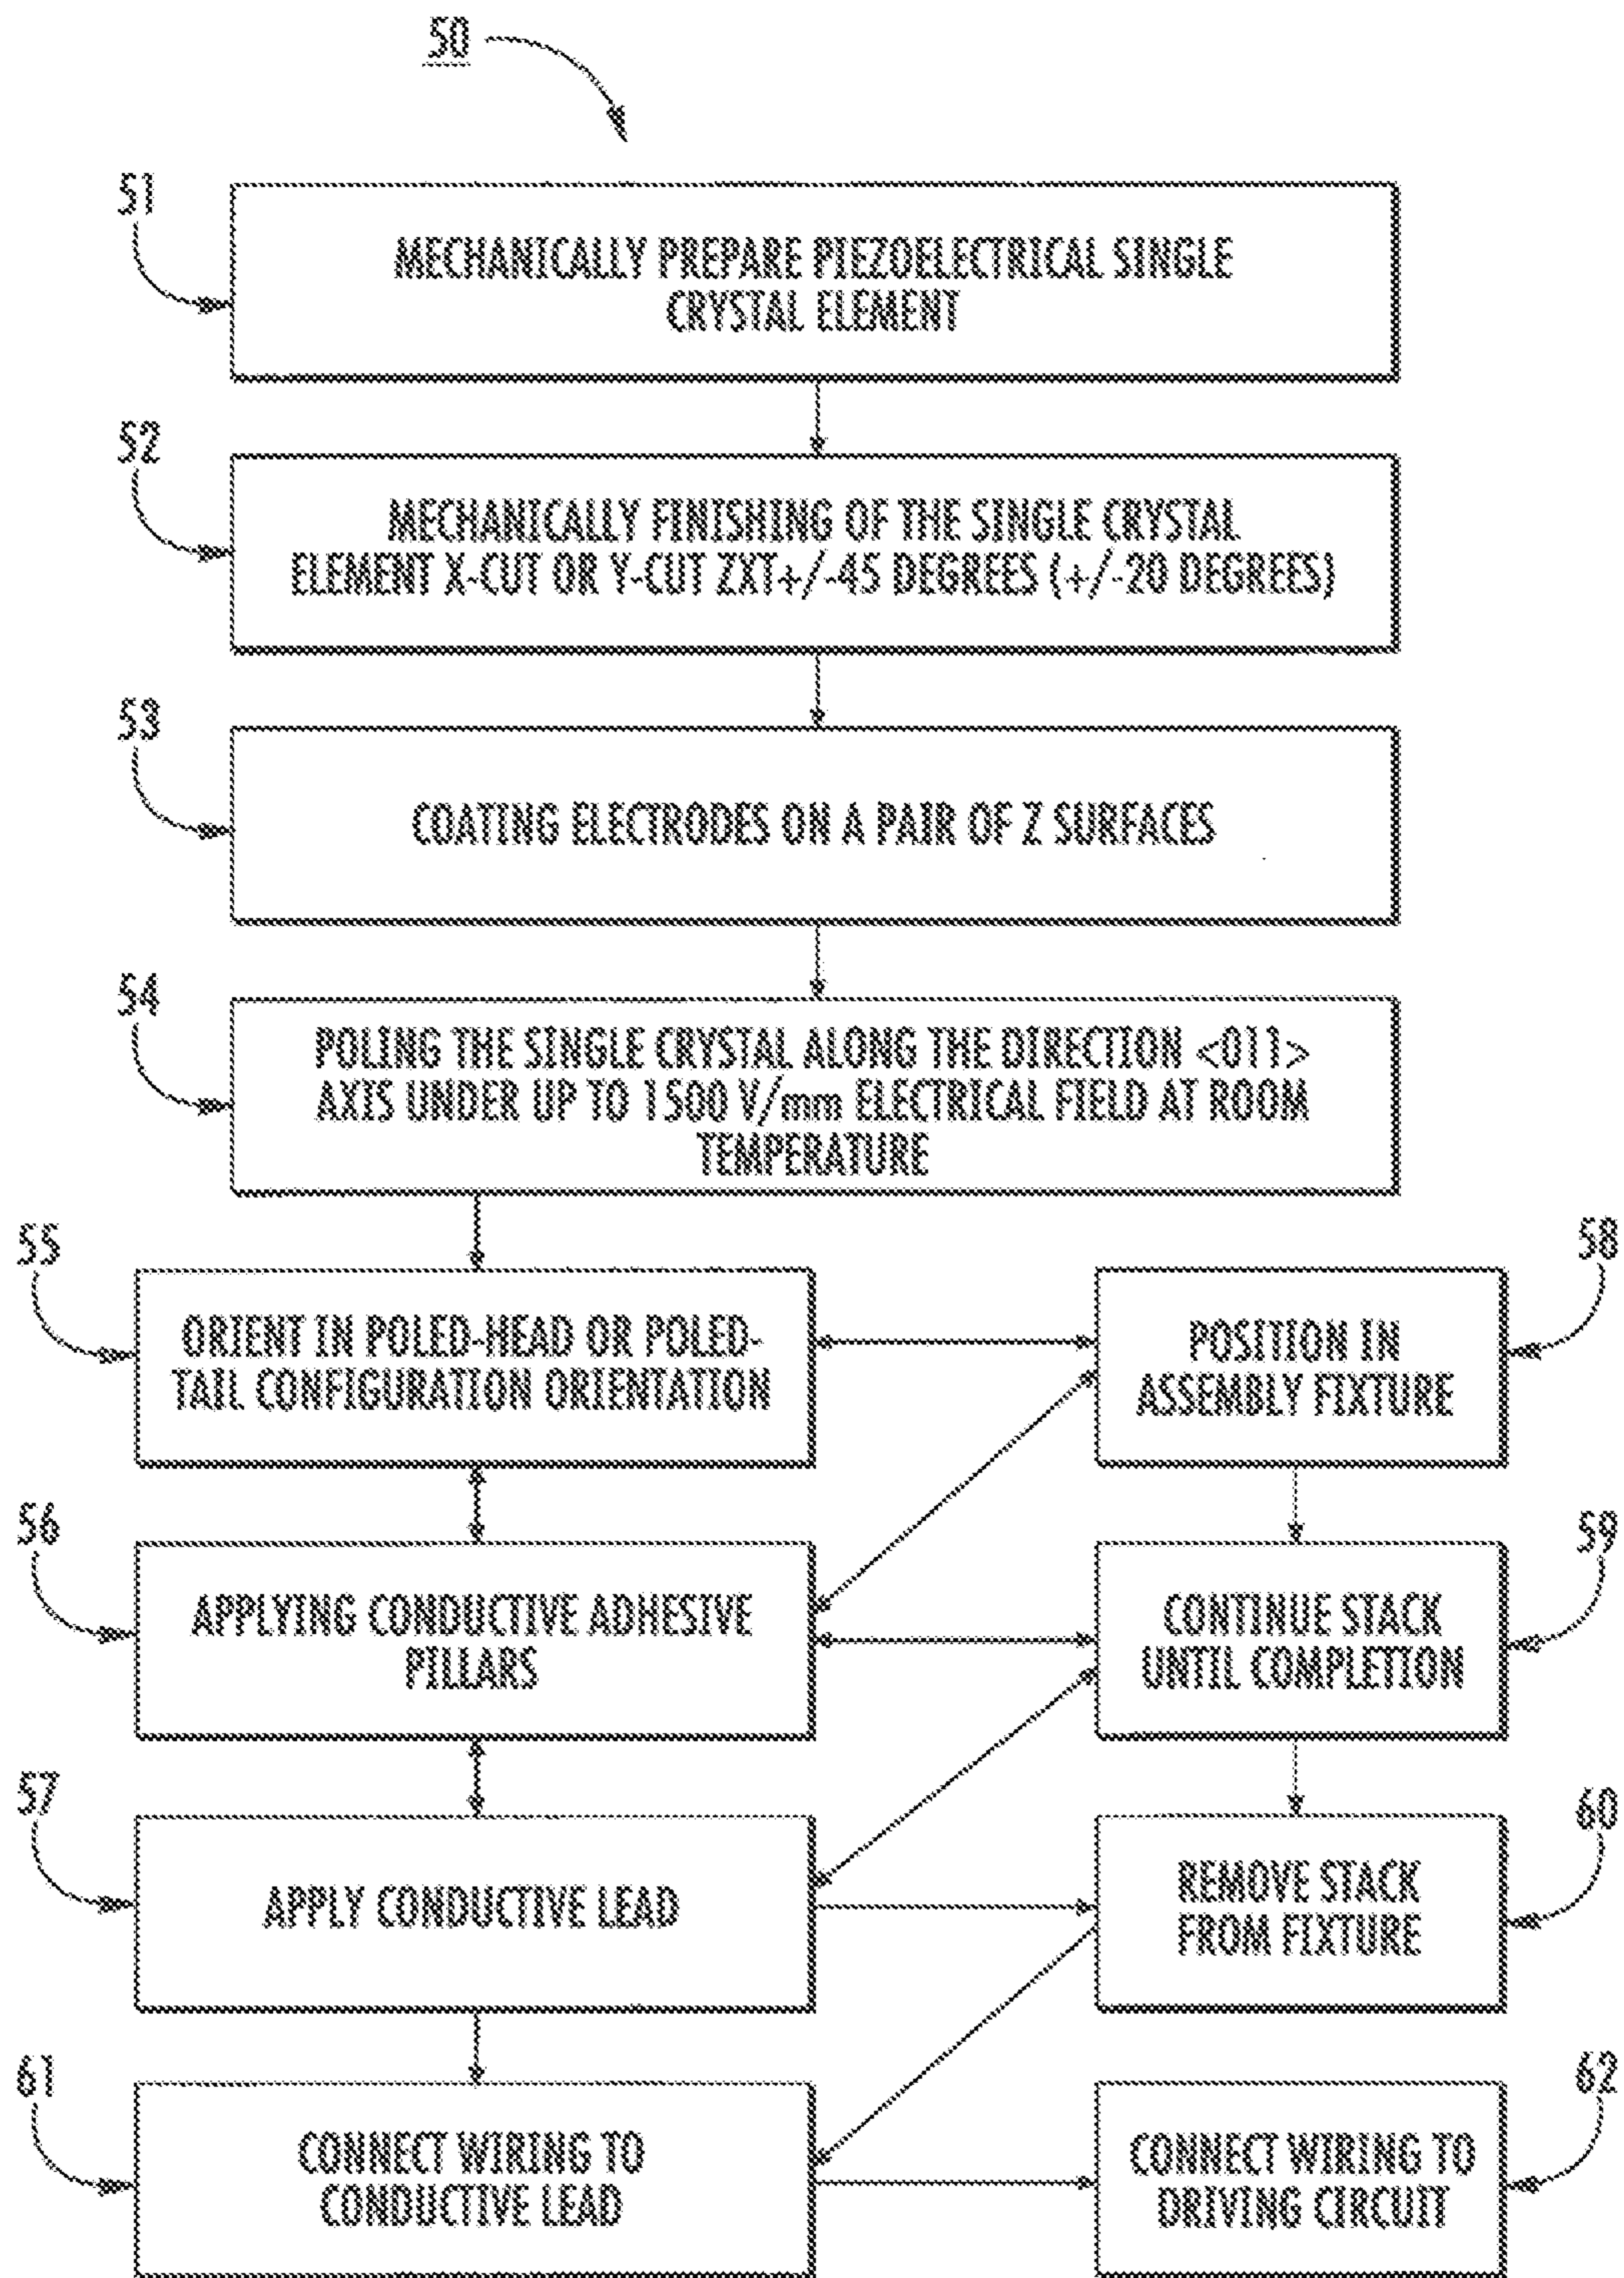 50
51
MECHANICALLY PREPARE PIEZOELECTRICAL SINGLE
CRYSTAL ELEMENT
52
MECHANICALLY FINISHING OF THE SINGLE CRYSTAL
ELEMENT X-CUT OR Y-CUT ZXT+/-45 DEGREES (+/-20 DEGREES)
53
COATING ELECTRODES ON A PAIR OF Z SURFACES
54
POLING THE SINGLE CRYSTAL ALONG THE DIRECTION <011>
AXIS UNDER UP TO 1500 V/mm ELECTRICAL FIELD AT ROOM
TEMPERATURE
55
ORIENT IN POLED-HEAD OR POLED-
TAIL CONFIGURATION ORIENTATION
58
POSITION IN
ASSEMBLY FIXTURE
56
APPLYING CONDUCTIVE ADHESIVE
PILLARS
59
CONTINUE STACK
UNTIL COMPLETION
57
APPLY CONDUCTIVE LEAD
60
REMOVE STACK
FROM FIXTURE
61
CONNECT WIRING TO
CONDUCTIVE LEAD
62
CONNECT WIRING TO
DRIVING CIRCUIT